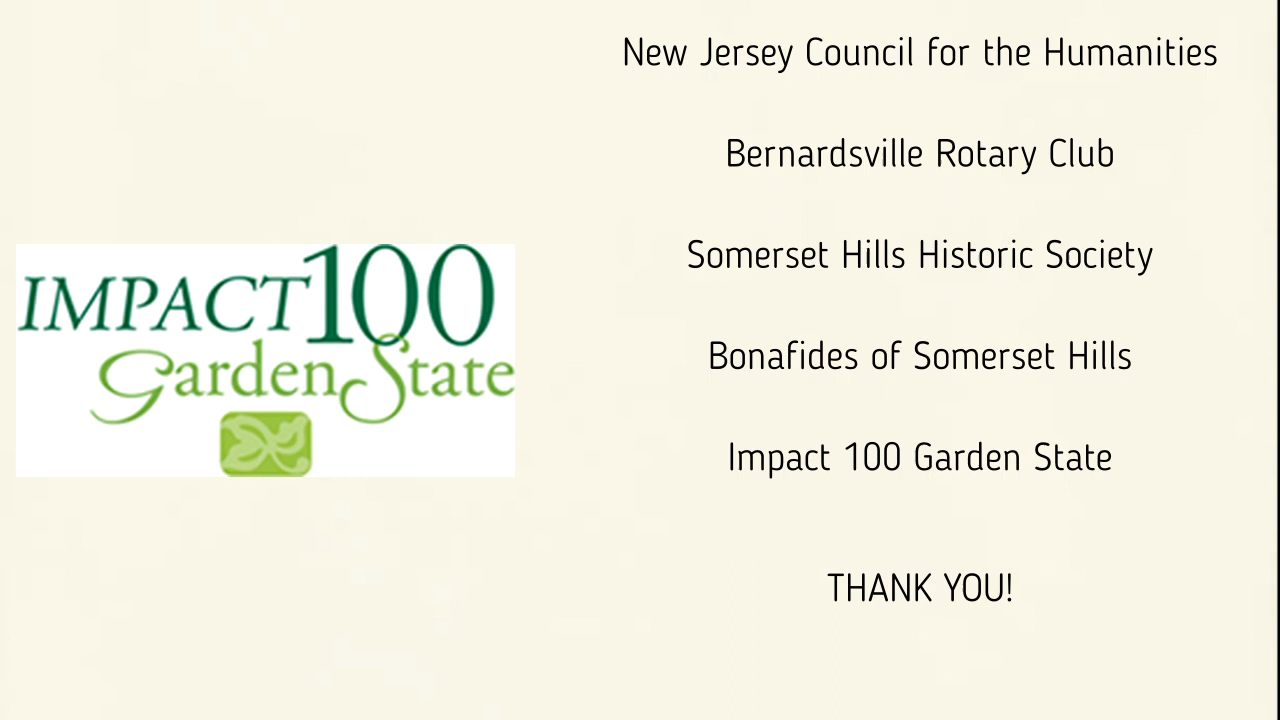 IMPACT100
Garden State
New Jersey Council for the Humanities
Bernardsville Rotary Club
Somerset Hills Historic Society
Bonafides of Somerset Hills
Impact 100 Garden State
THANK YOU!